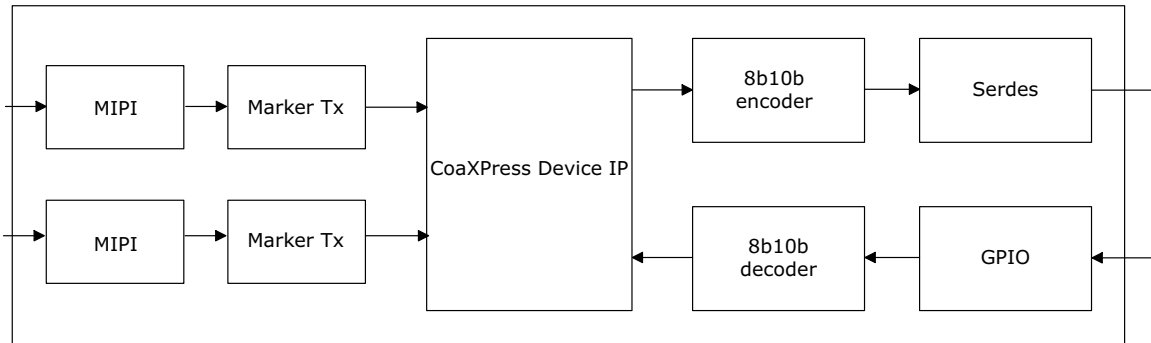 MIPI
Marker Tx
CoaXPress Device IP
8b10b
encoder
Serdes
MIPI
Marker Tx
8b10b
decoder
GPIO